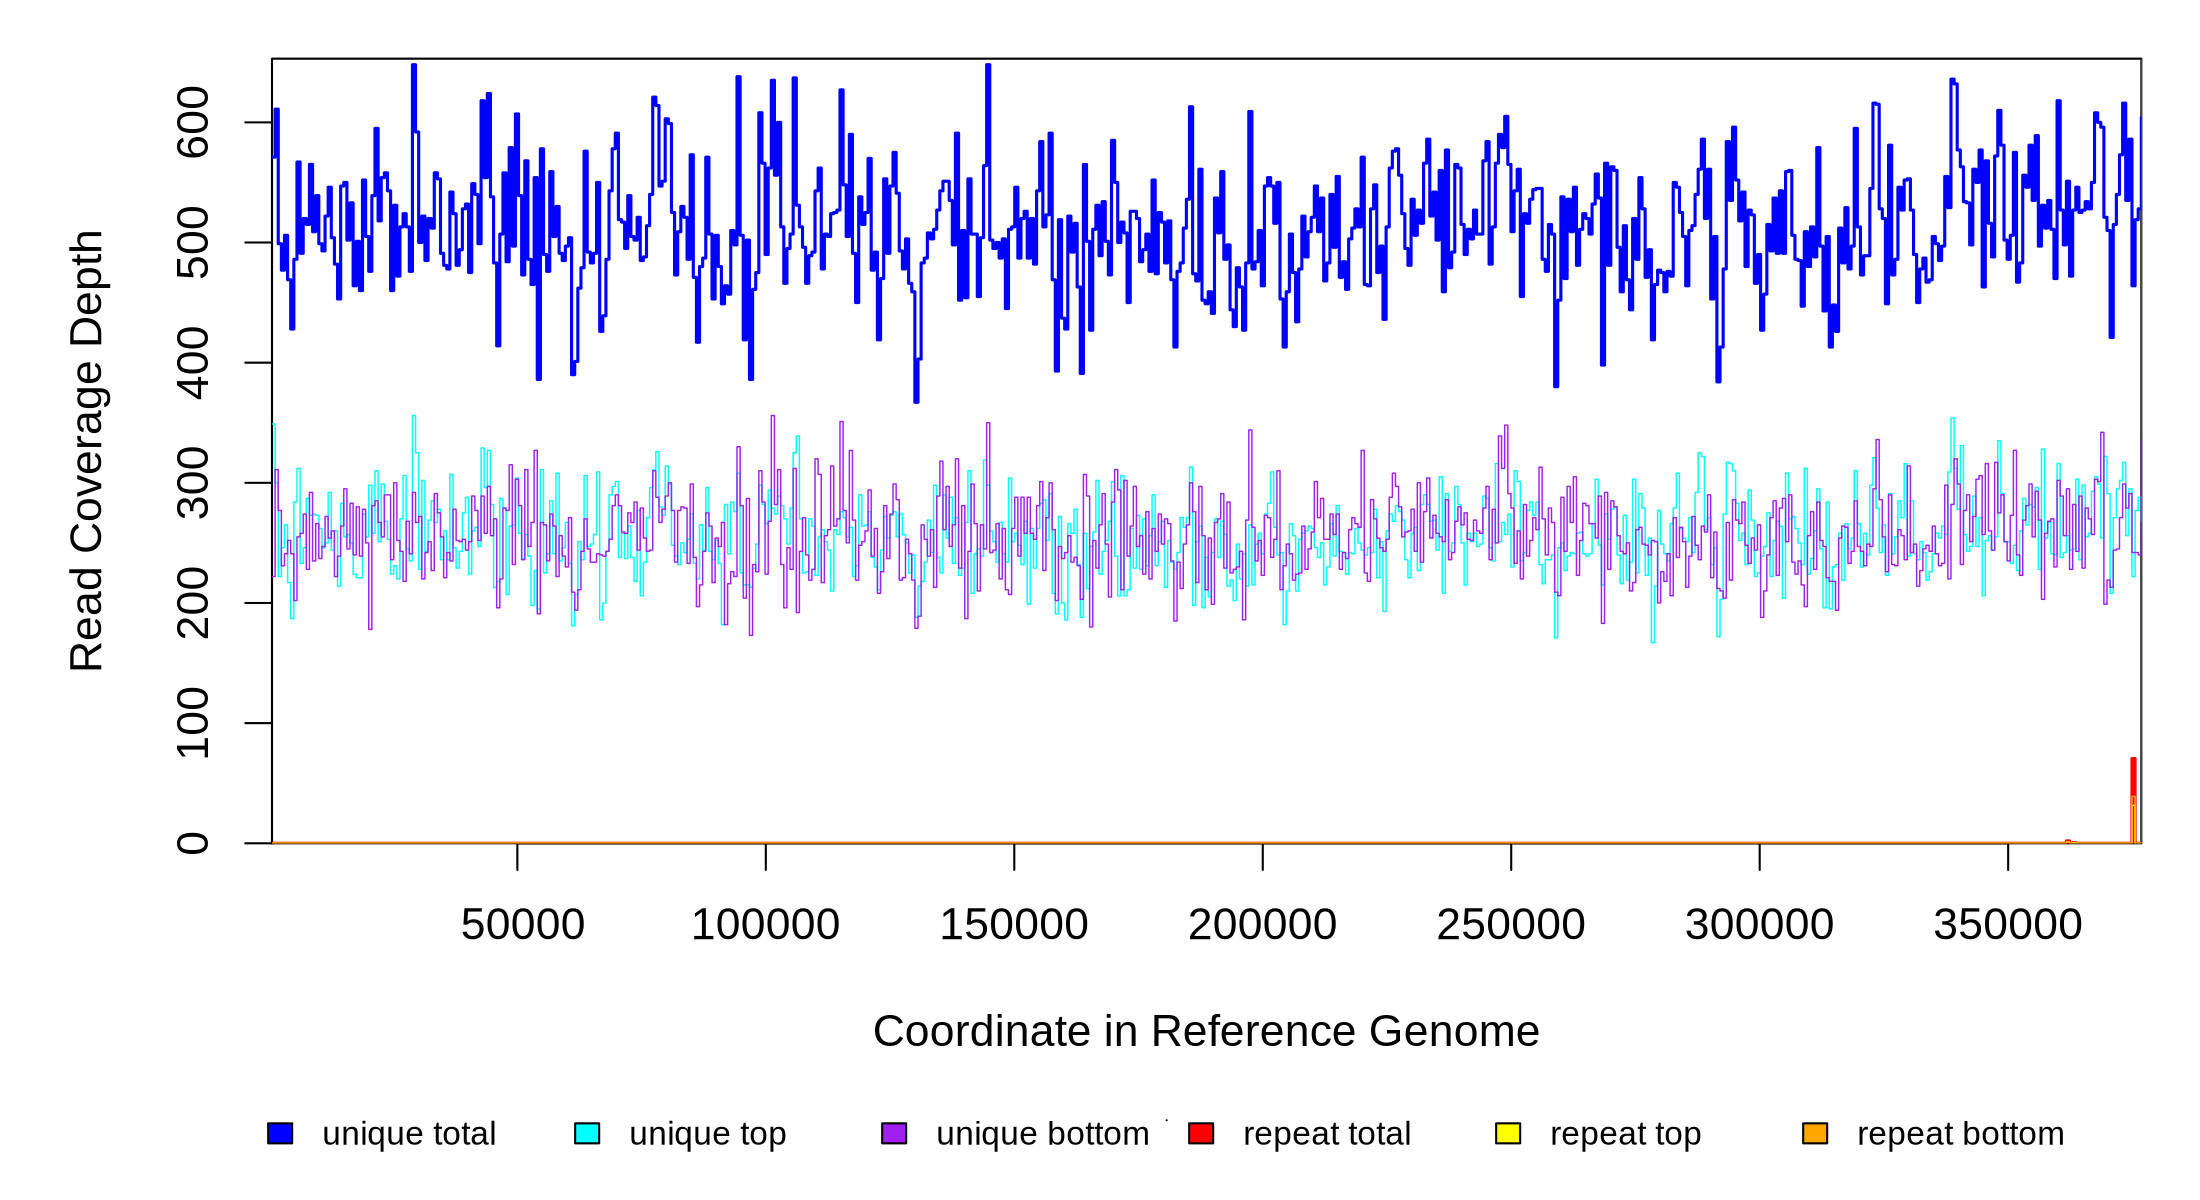 Read Coverage Depth
600
500
400
300
200
100
0
50000 100000 150000 200000 250000 300000 350000
Coordinate in Reference Genome
unique total unique top unique bottom repeat total repeat top repeat bottom